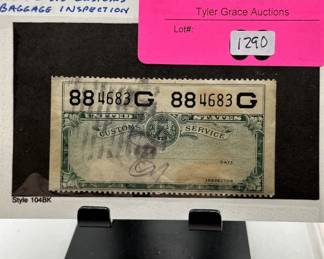 BAGGAGE INSPECTION
Tyler Grace Auctions
Lot#:
1290
88 4683 G 88 4683 G
UNITED STATES
CUSTOMS SERVICE
DATE
INSPECTOR
Style 104BK